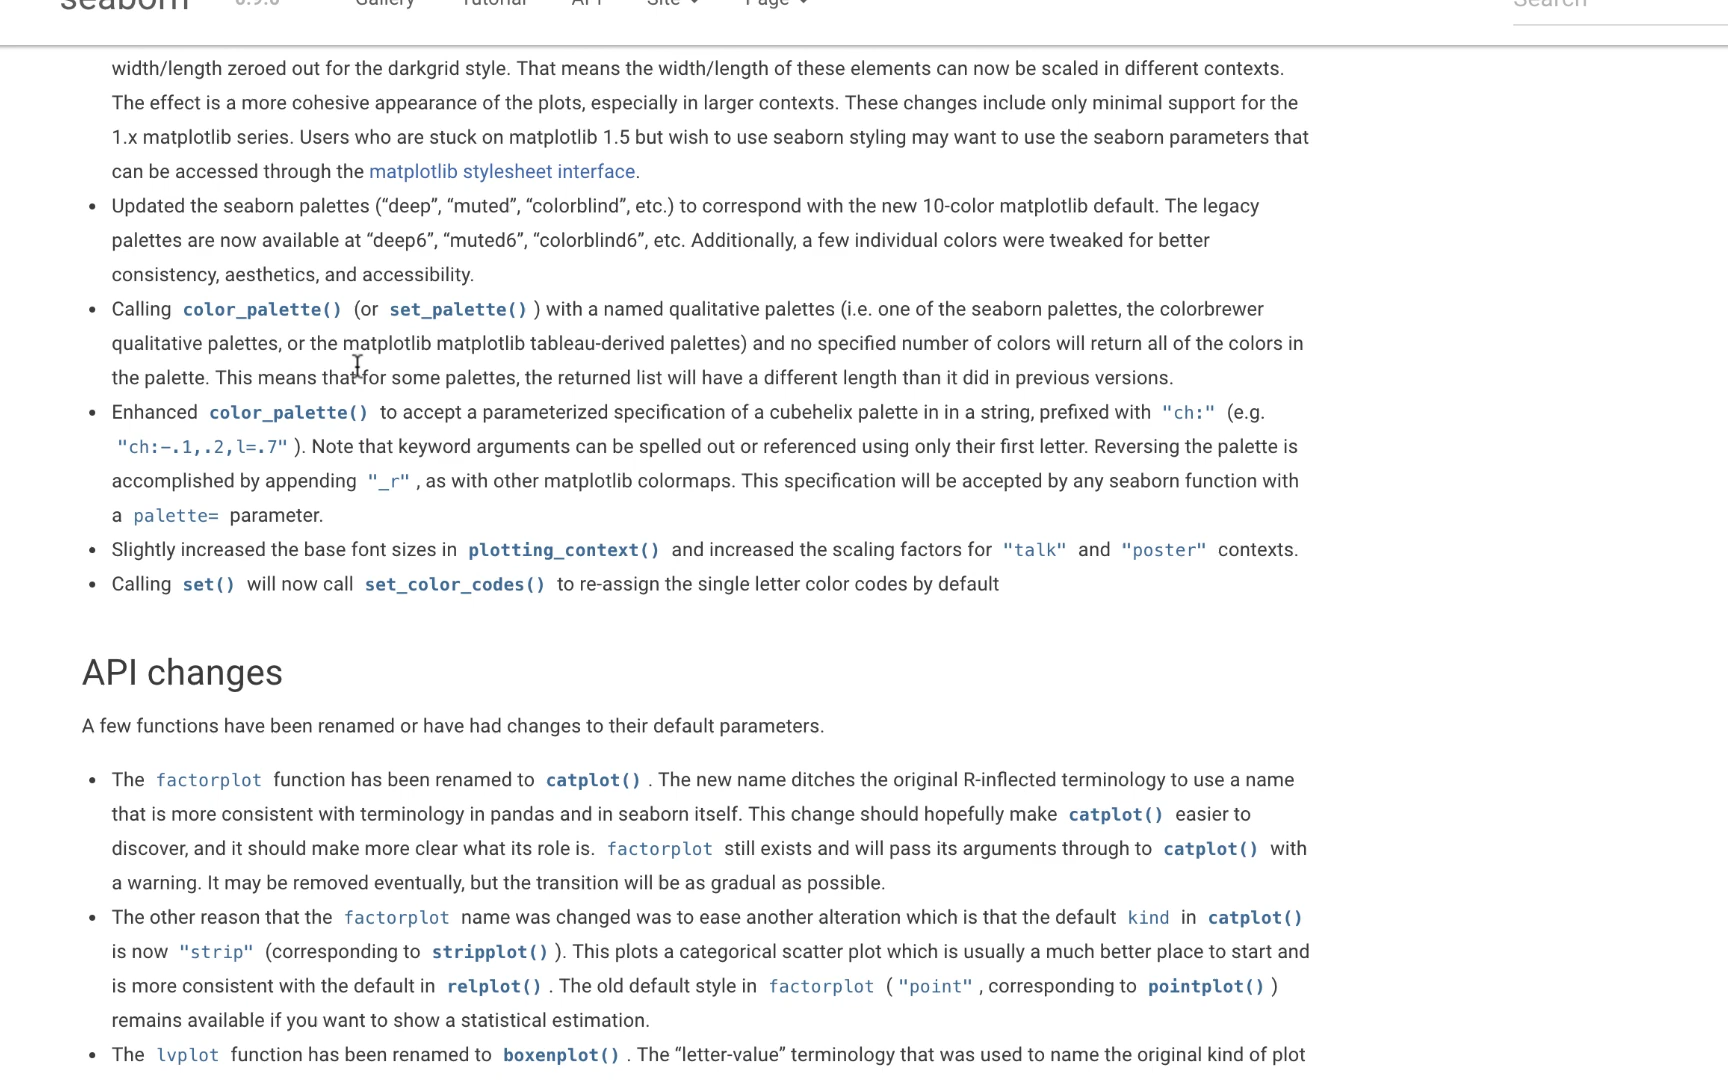 seaborn 0.9.0 Gallery Tutorial API Site Page Search
width/length zeroed out for the darkgrid style. That means the width/length of these elements can now be scaled in different contexts.
The effect is a more cohesive appearance of the plots, especially in larger contexts. These changes include only minimal support for the
1.x matplotlib series. Users who are stuck on matplotlib 1.5 but wish to use seaborn styling may want to use the seaborn parameters that
can be accessed through the matplotlib stylesheet interface.
• Updated the seaborn palettes (“deep”, “muted”, “colorblind”, etc.) to correspond with the new 10-color matplotlib default. The legacy
palettes are now available at “deep6”, “muted6”, “colorblind6”, etc. Additionally, a few individual colors were tweaked for better
consistency, aesthetics, and accessibility.
• Calling color_palette() (or set_palette() ) with a named qualitative palettes (i.e. one of the seaborn palettes, the colorbrewer
qualitative palettes, or the matplotlib matplotlib tableau-derived palettes) and no specified number of colors will return all of the colors in
the palette. This means that for some palettes, the returned list will have a different length than it did in previous versions.
• Enhanced color_palette() to accept a parameterized specification of a cubehelix palette in in a string, prefixed with "ch:" (e.g.
"ch:-.1,.2,l=.7" ). Note that keyword arguments can be spelled out or referenced using only their first letter. Reversing the palette is
accomplished by appending "_r" , as with other matplotlib colormaps. This specification will be accepted by any seaborn function with
a palette= parameter.
• Slightly increased the base font sizes in plotting_context() and increased the scaling factors for "talk" and "poster" contexts.
• Calling set() will now call set_color_codes() to re-assign the single letter color codes by default
API changes
A few functions have been renamed or have had changes to their default parameters.
• The factorplot function has been renamed to catplot() . The new name ditches the original R-inflected terminology to use a name
that is more consistent with terminology in pandas and in seaborn itself. This change should hopefully make catplot() easier to
discover, and it should make more clear what its role is. factorplot still exists and will pass its arguments through to catplot() with
a warning. It may be removed eventually, but the transition will be as gradual as possible.
• The other reason that the factorplot name was changed was to ease another alteration which is that the default kind in catplot()
is now "strip" (corresponding to stripplot() ). This plots a categorical scatter plot which is usually a much better place to start and
is more consistent with the default in relplot() . The old default style in factorplot ( "point" , corresponding to pointplot() )
remains available if you want to show a statistical estimation.
• The lvplot function has been renamed to boxenplot() . The “letter-value” terminology that was used to name the original kind of plot